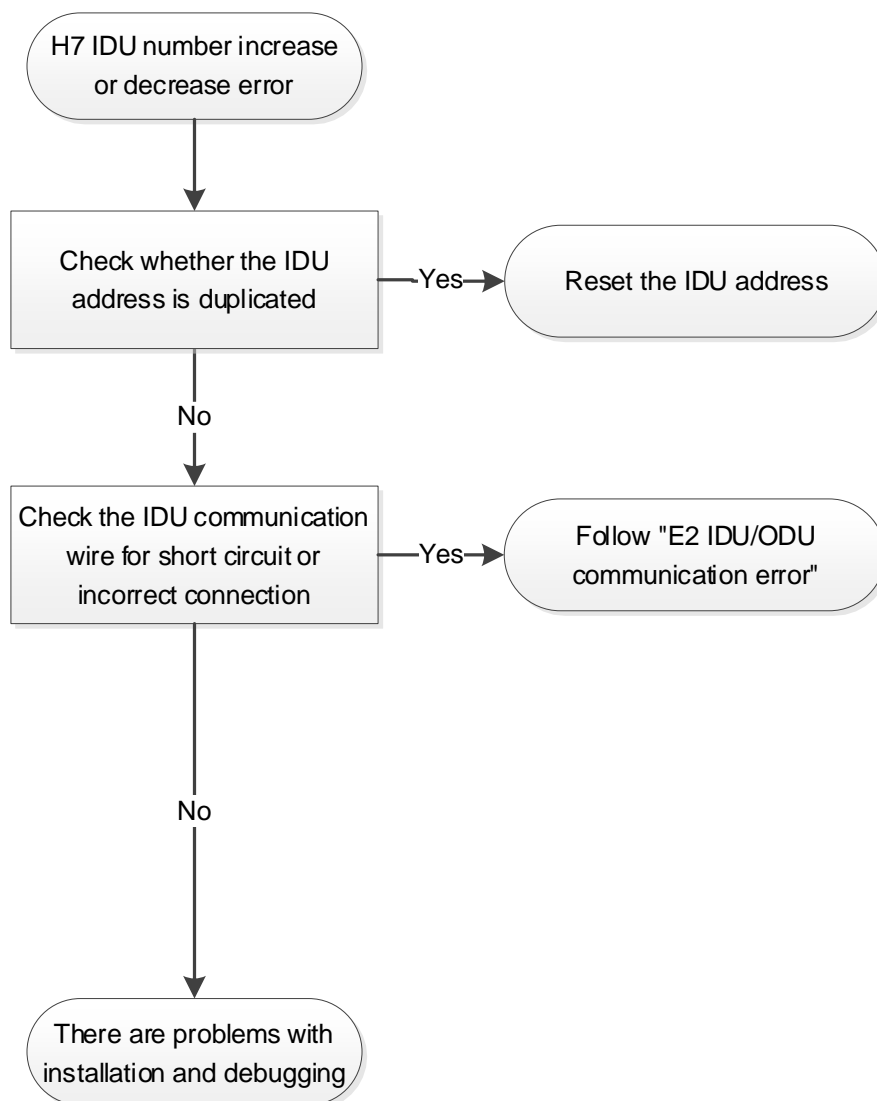 H7 IDU number increase
or decrease error
Check whether the IDU
address is duplicated
Yes
Reset the IDU address
No
Check the IDU communication
wire for short circuit or
incorrect connection
Yes
Follow "E2 IDU/ODU
communication error"
No
There are problems with
installation and debugging